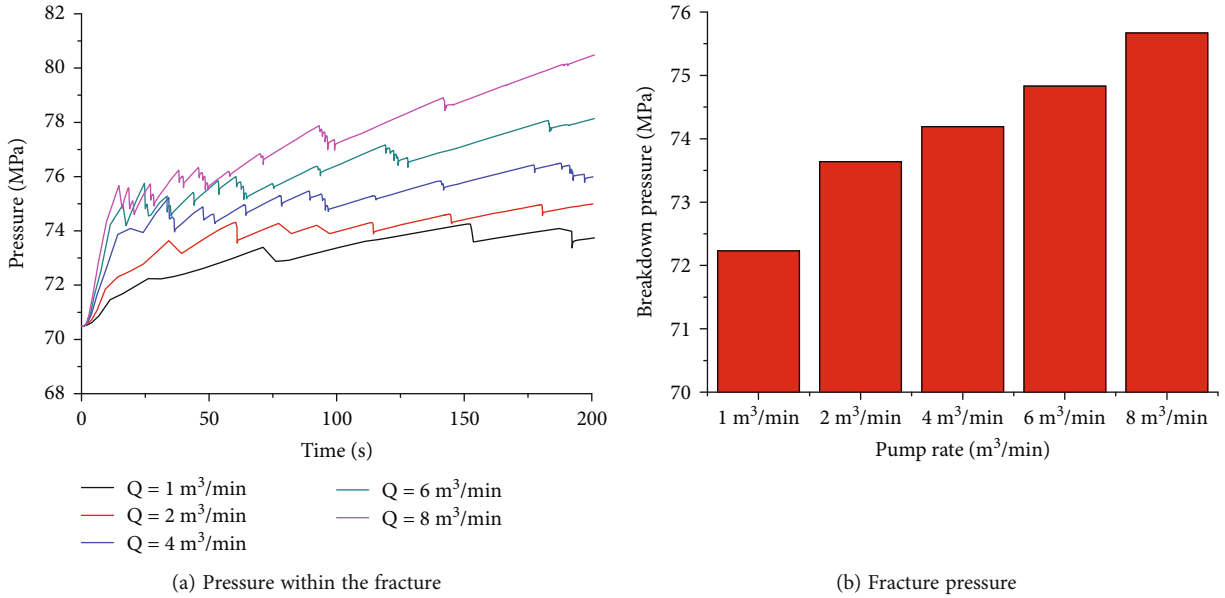 82
80
78
76
74
72
70
68
Pressure (MPa)
0
50
100
150
200
Time (s)
Q = 1 m³/min
Q = 2 m³/min
Q = 4 m³/min
Q = 6 m³/min
Q = 8 m³/min
(a) Pressure within the fracture
76
75
74
73
72
71
70
Breakdown pressure (MPa)
1 m³/min
2 m³/min
4 m³/min
6 m³/min
8 m³/min
Pump rate (m³/min)
(b) Fracture pressure